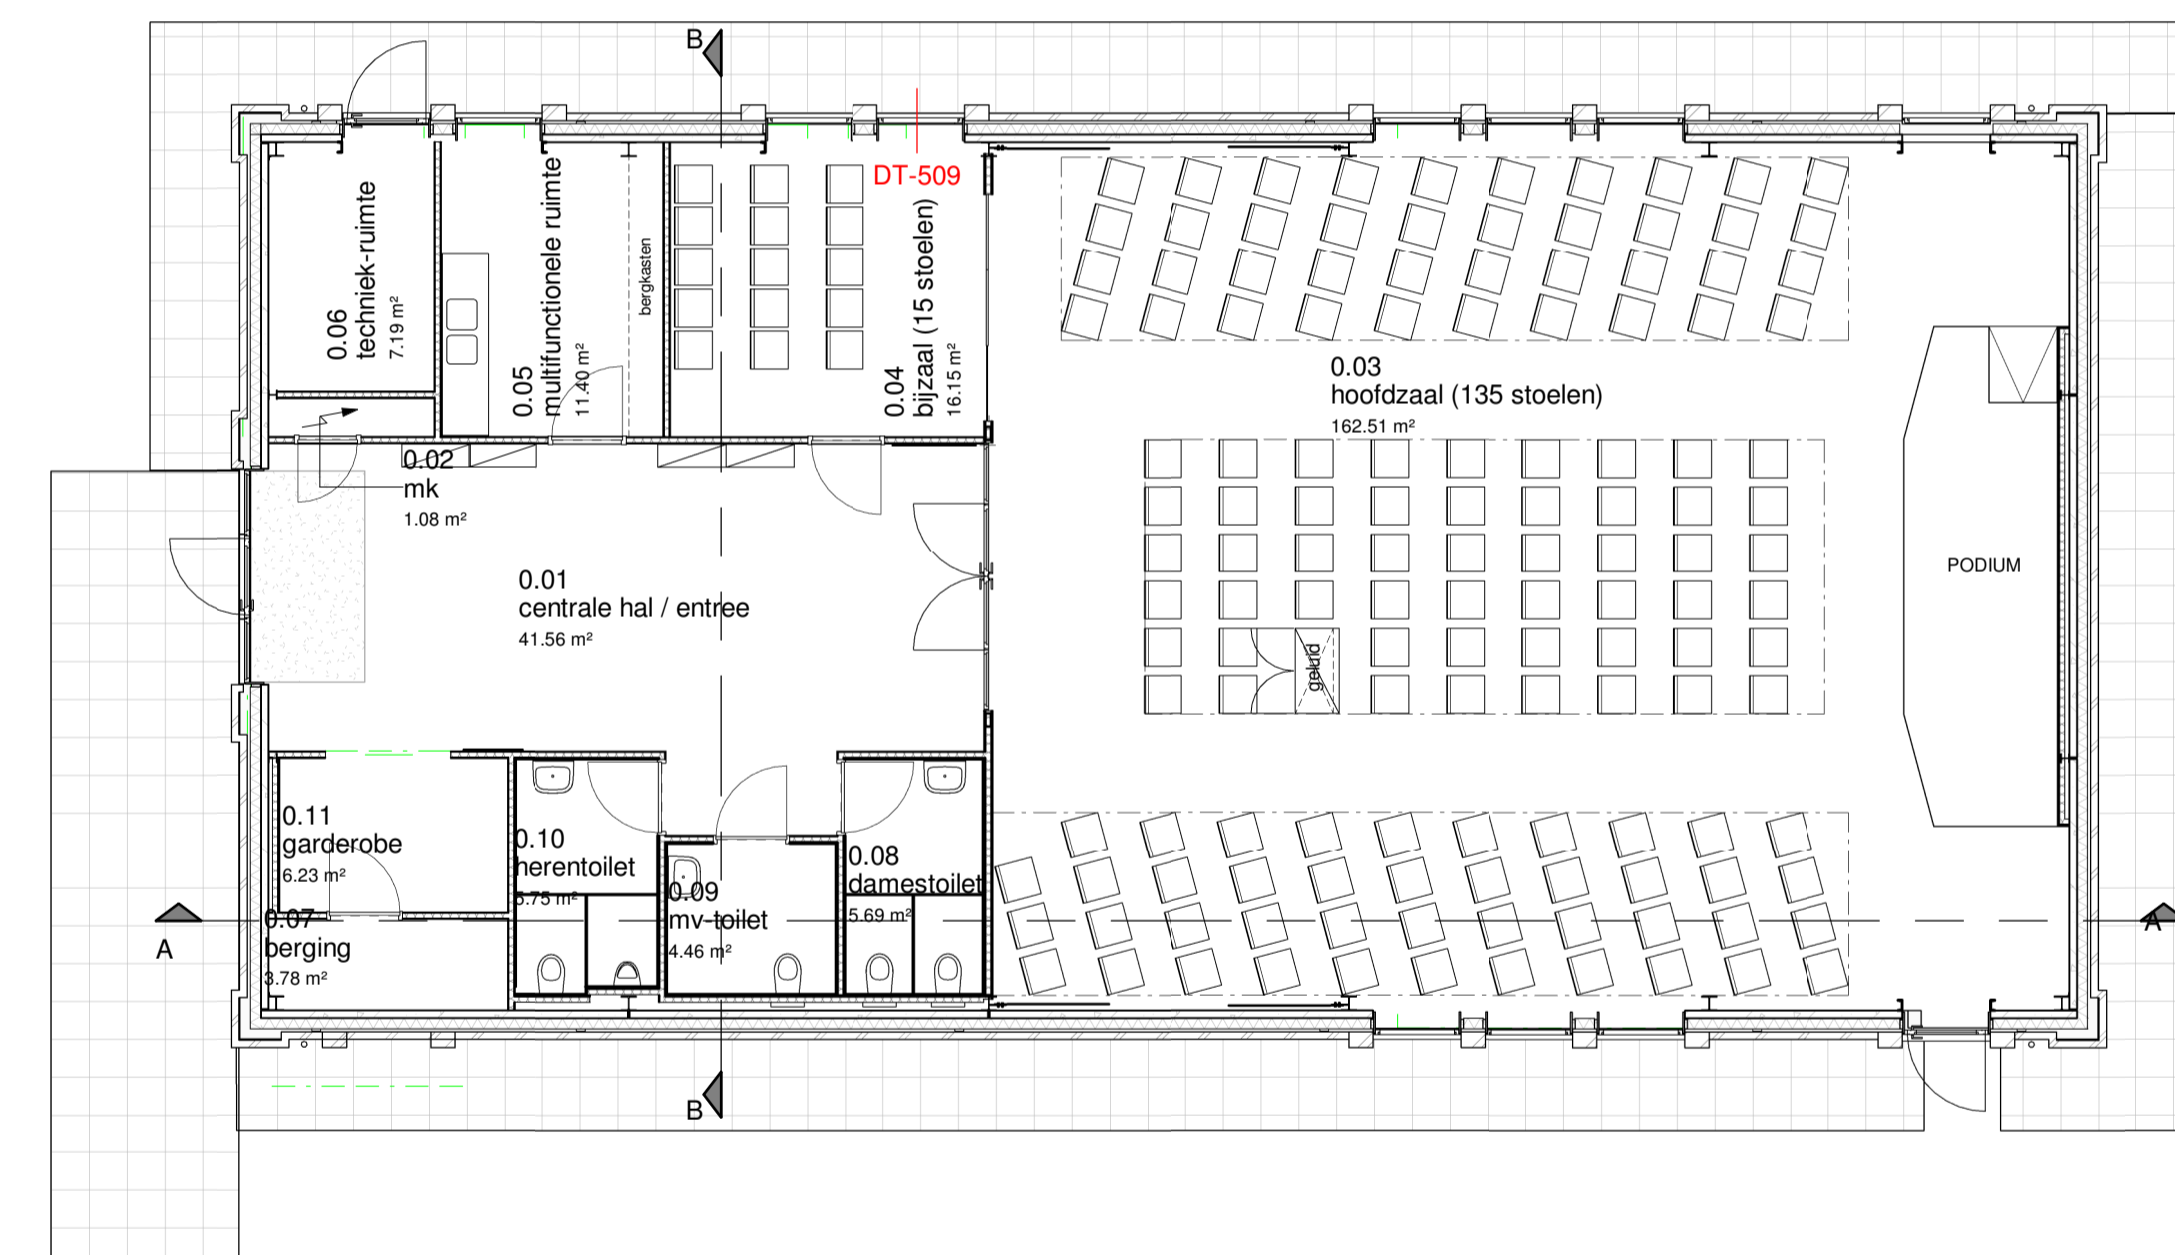 B
DT-509
0.06
techniek-ruimte
7.19 m²
0.05
multifunctionele ruimte
11.40 m²
bergkasten
0.04
bijzaal (15 stoelen)
16.15 m²
0.03
hoofdzaal (135 stoelen)
162.51 m²
0.02
mk
1.08 m²
0.01
centrale hal / entree
41.56 m²
PODIUM
geluid
0.11
garderobe
6.23 m²
0.10
herentoilet
5.75 m²
0.09
mv-toilet
4.46 m²
0.08
damestoilet
5.69 m²
0.07
berging
3.78 m²
A
A
B